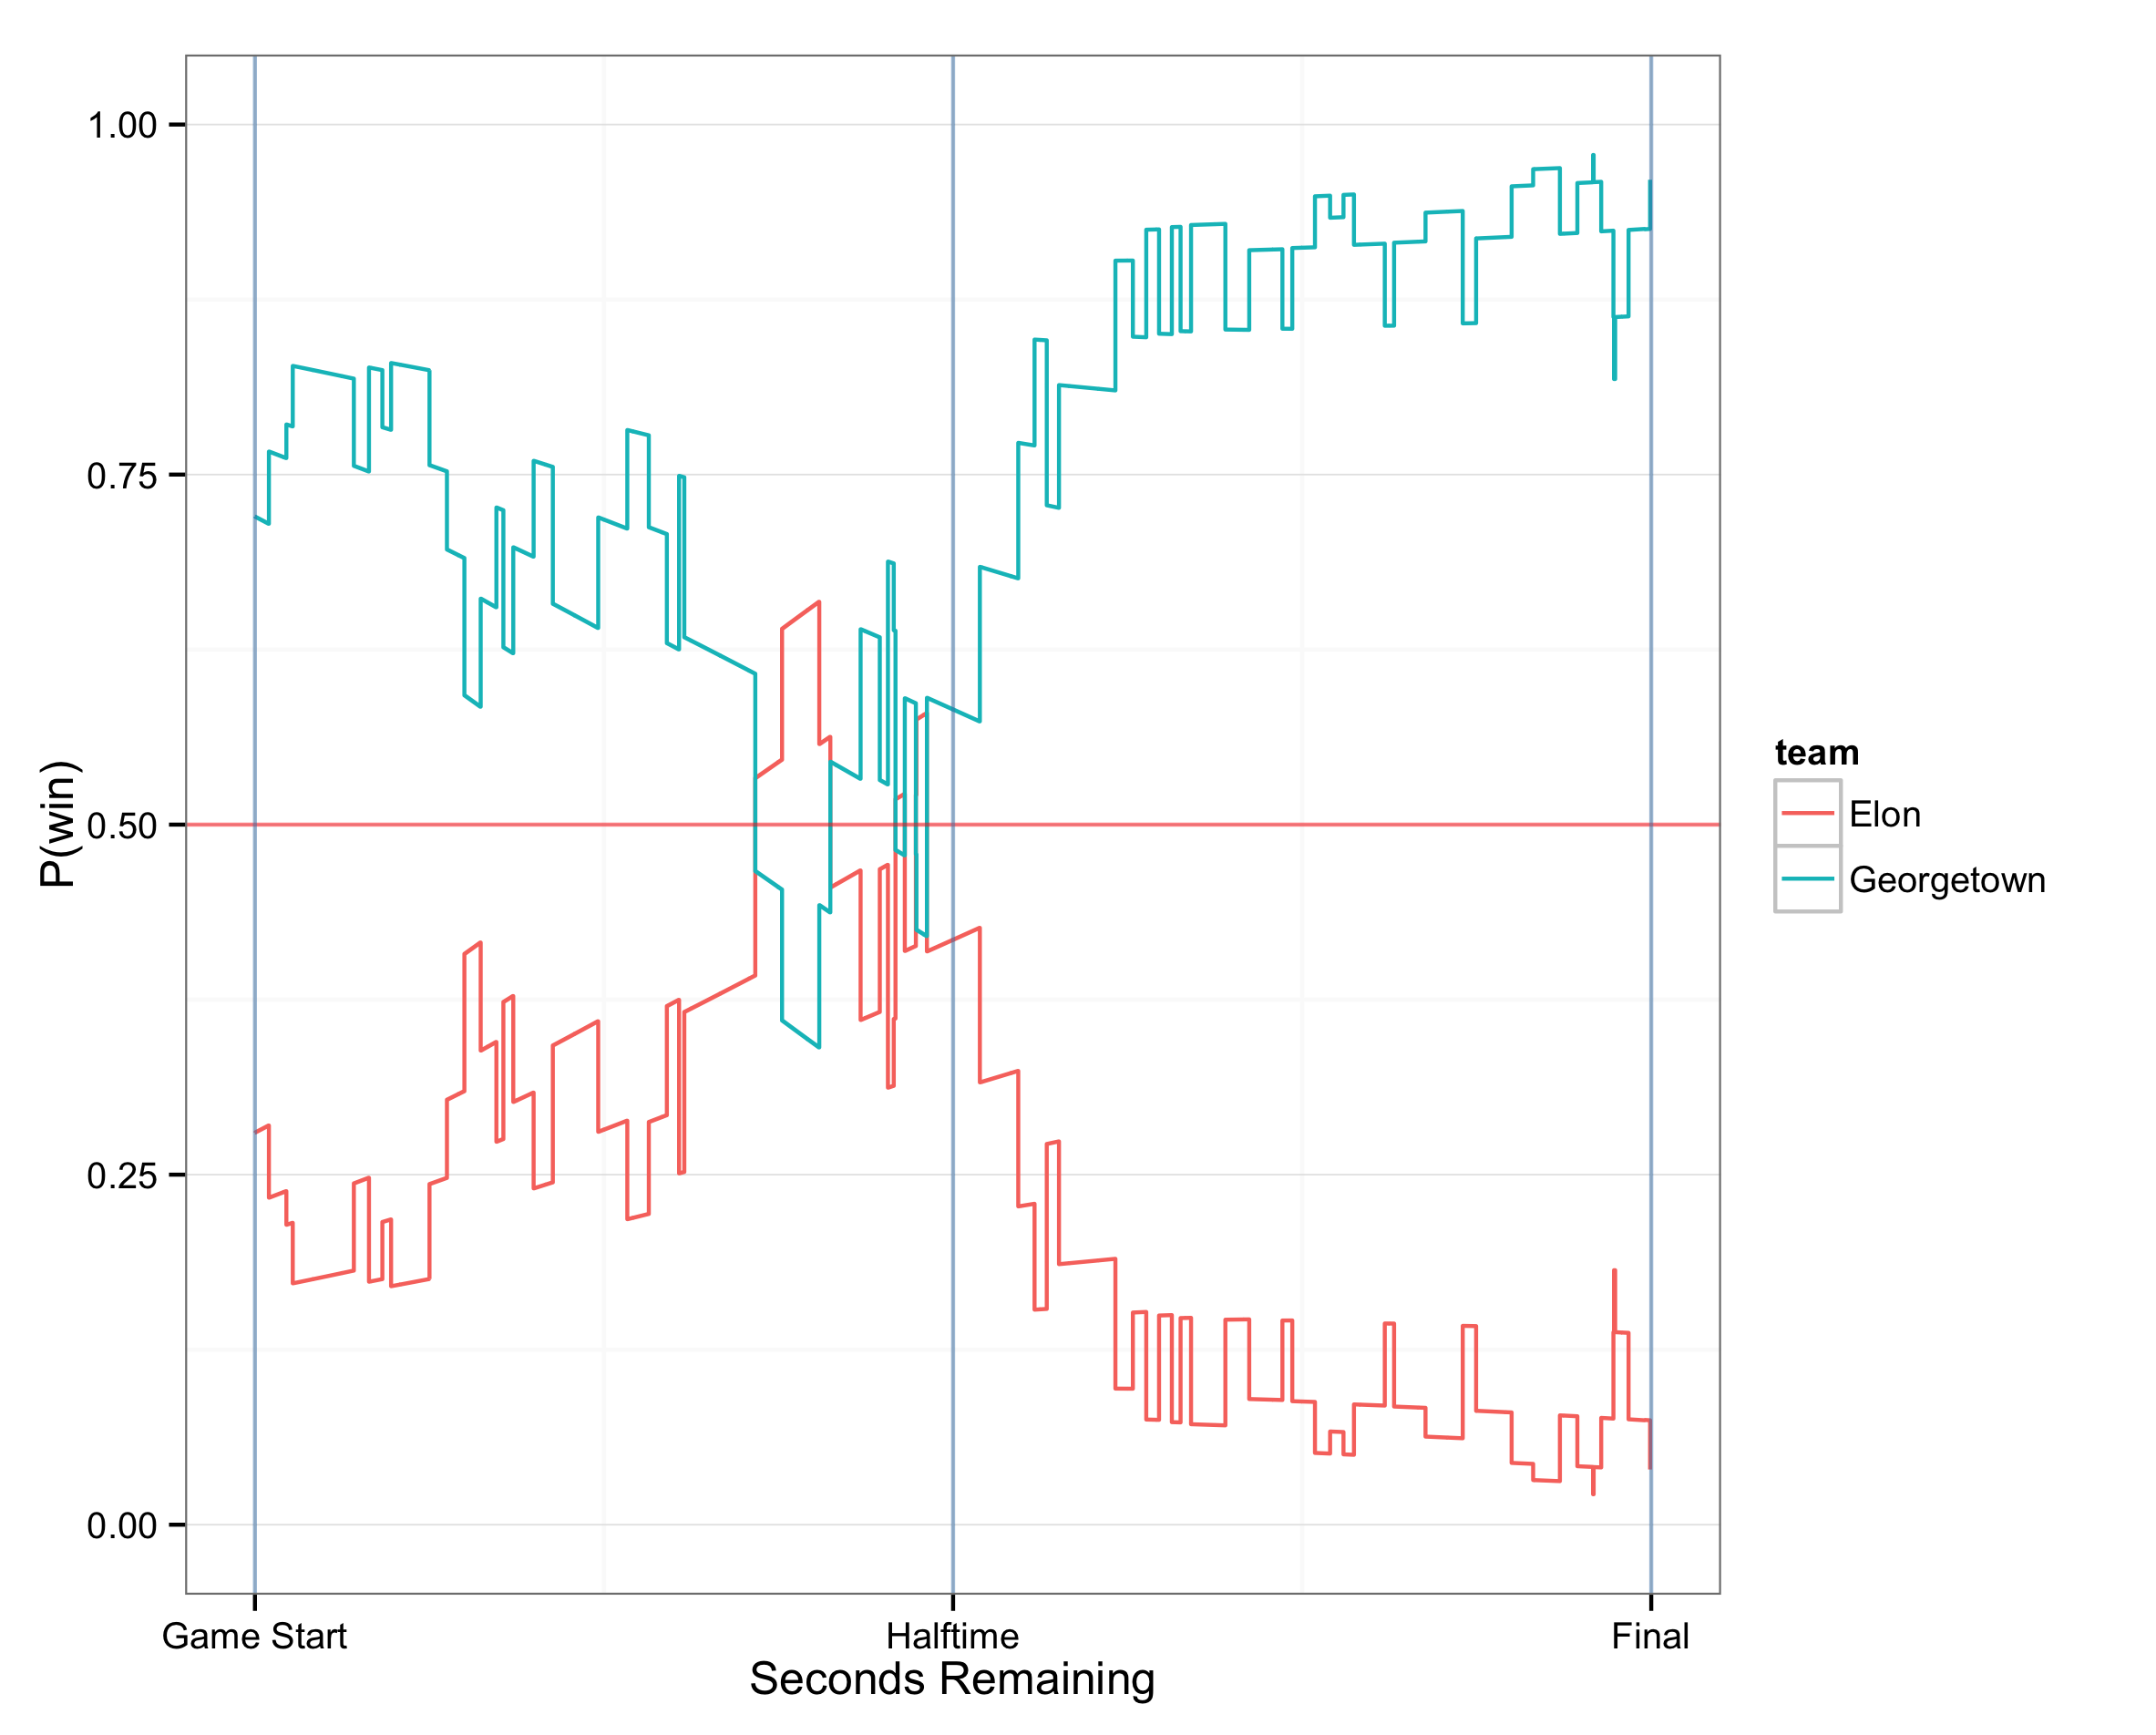 1.00
0.75
0.50
0.25
0.00
P(win)
Game Start
Halftime
Final
Seconds Remaining
team
Elon
Georgetown